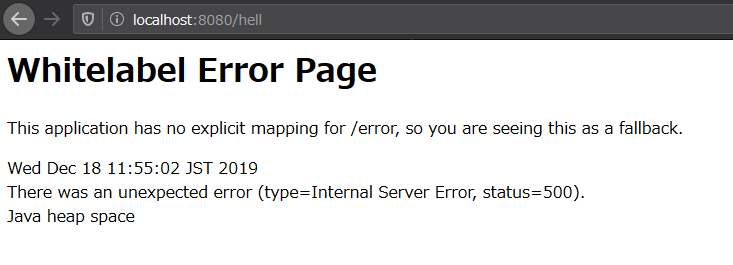 localhost:8080/hell
Whitelabel Error Page
This application has no explicit mapping for /error, so you are seeing this as a fallback.
Wed Dec 18 11:55:02 JST 2019
There was an unexpected error (type=Internal Server Error, status=500).
Java heap space